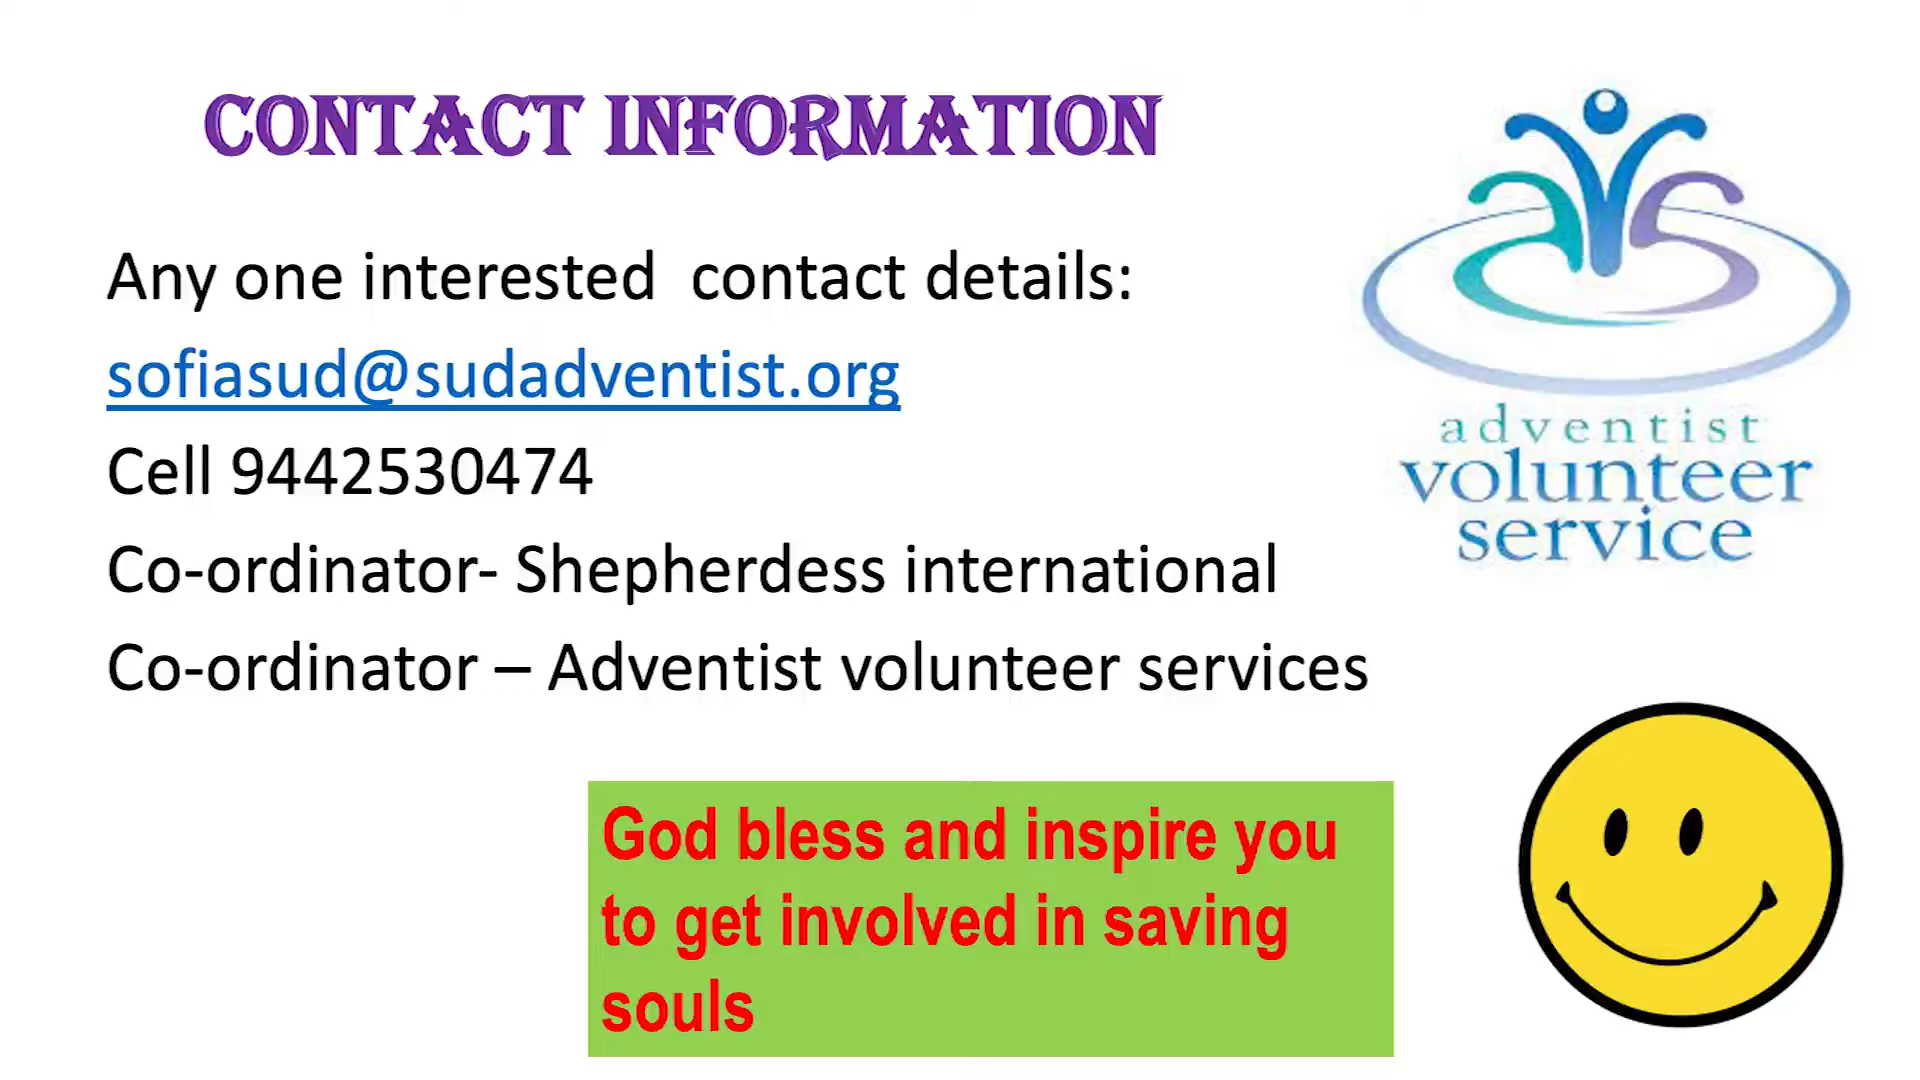 CONTACT INFORMATION
Any one interested  contact details:
sofiasud@sudadventist.org
Cell 9442530474
Co-ordinator- Shepherdess international
Co-ordinator – Adventist volunteer services
adventist
volunteer
service
God bless and inspire you
to get involved in saving
souls